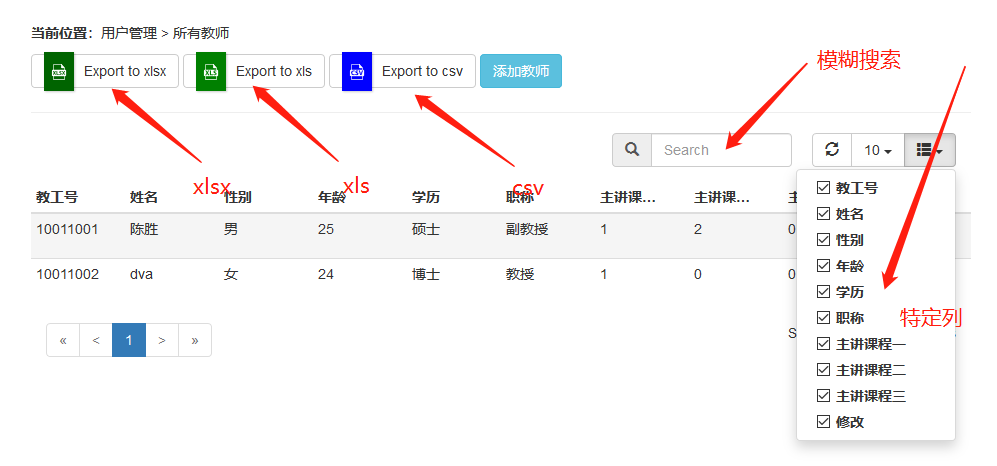 当前位置：用户管理 > 所有教师
XLSX Export to xlsx XLS Export to xls CSV Export to csv 添加教师
模糊搜索
Search 10
xlsx xls csv
教工号 姓名 性别 年龄 学历 职称 主讲课… 主讲课… 主
10011001 陈胜 男 25 硕士 副教授 1 2 0
10011002 dva 女 24 博士 教授 1 0 0
« < 1 > »
S
教工号
姓名
性别
年龄
学历
职称
特定列
主讲课程一
主讲课程二
主讲课程三
修改